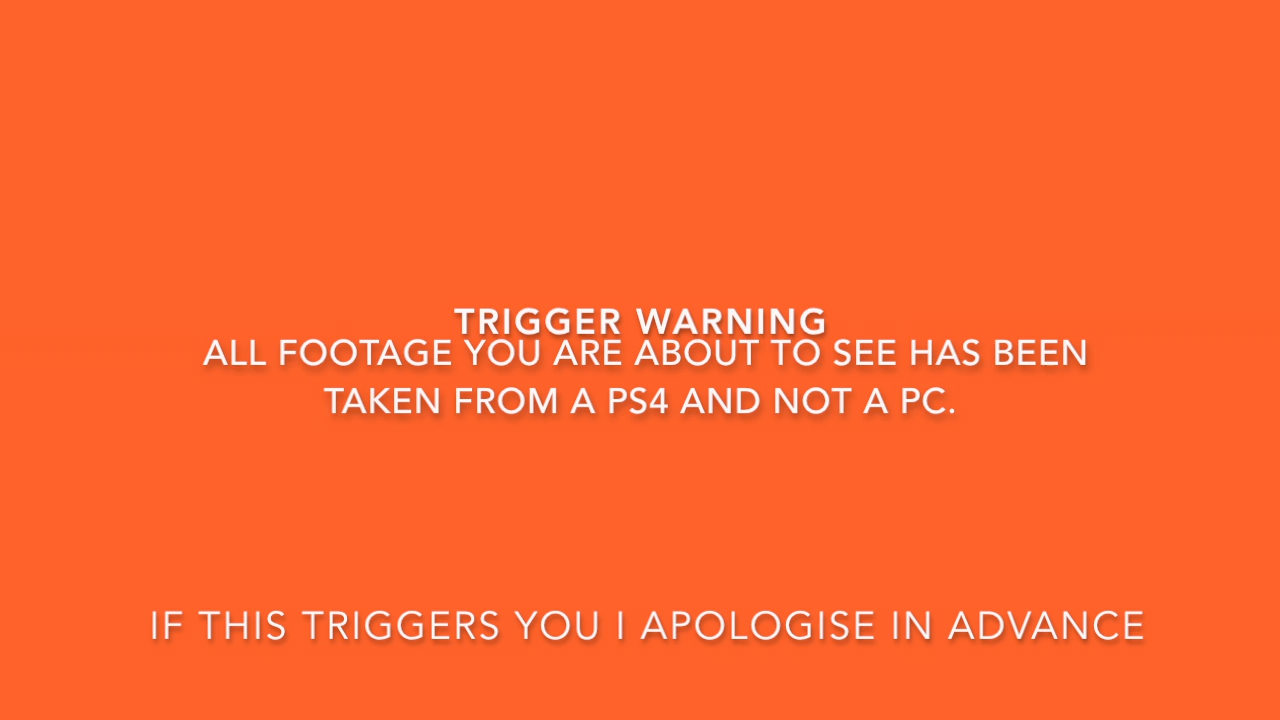 TRIGGER WARNING
ALL FOOTAGE YOU ARE ABOUT TO SEE HAS BEEN
TAKEN FROM A PS4 AND NOT A PC.
IF THIS TRIGGERS YOU I APOLOGISE IN ADVANCE